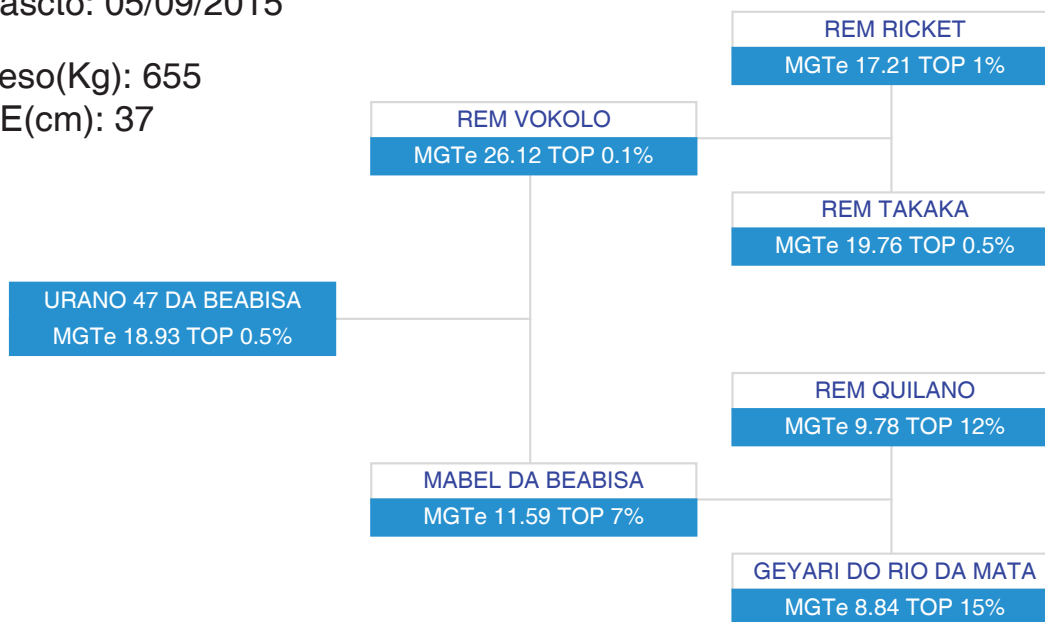 ascto: 05/09/2015
eso(Kg): 655
E(cm): 37
REM RICKET
MGTe 17.21 TOP 1%
REM VOKOLO
MGTe 26.12 TOP 0.1%
REM TAKAKA
MGTe 19.76 TOP 0.5%
URANO 47 DA BEABISA
MGTe 18.93 TOP 0.5%
REM QUILANO
MGTe 9.78 TOP 12%
MABEL DA BEABISA
MGTe 11.59 TOP 7%
GEYARI DO RIO DA MATA
MGTe 8.84 TOP 15%